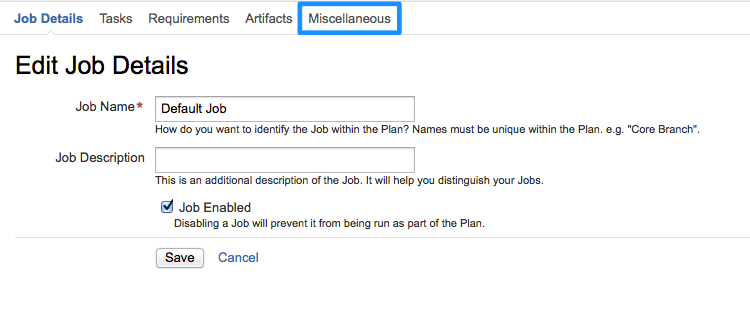 Job Details Tasks Requirements Artifacts Miscellaneous
Edit Job Details
Job Name* Default Job
How do you want to identify the Job within the Plan? Names must be unique within the Plan. e.g. "Core Branch".
Job Description
This is an additional description of the Job. It will help you distinguish your Jobs.
Job Enabled
Disabling a Job will prevent it from being run as part of the Plan.
Save Cancel